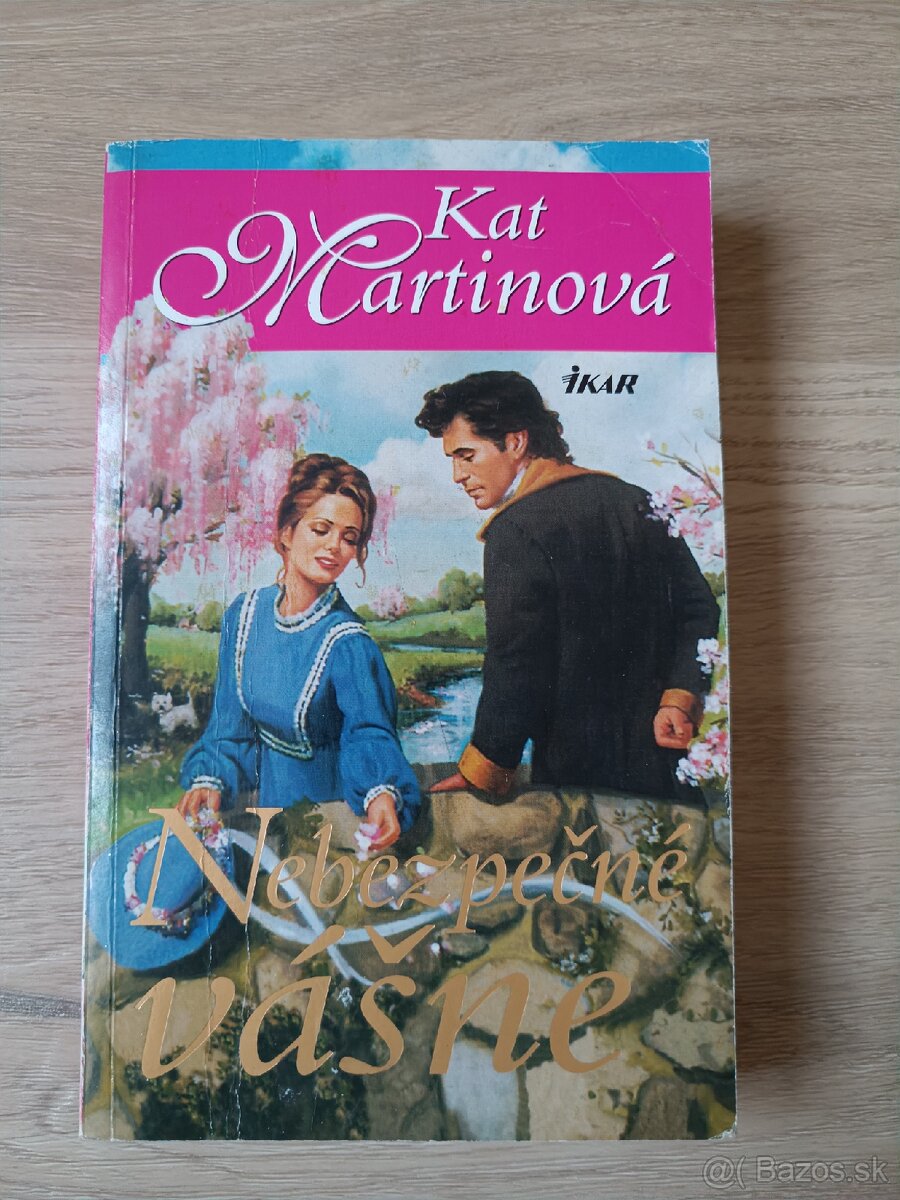 Kat
Martinová
iKAR
Nebezpečné
vášne
@( Bazos.sk